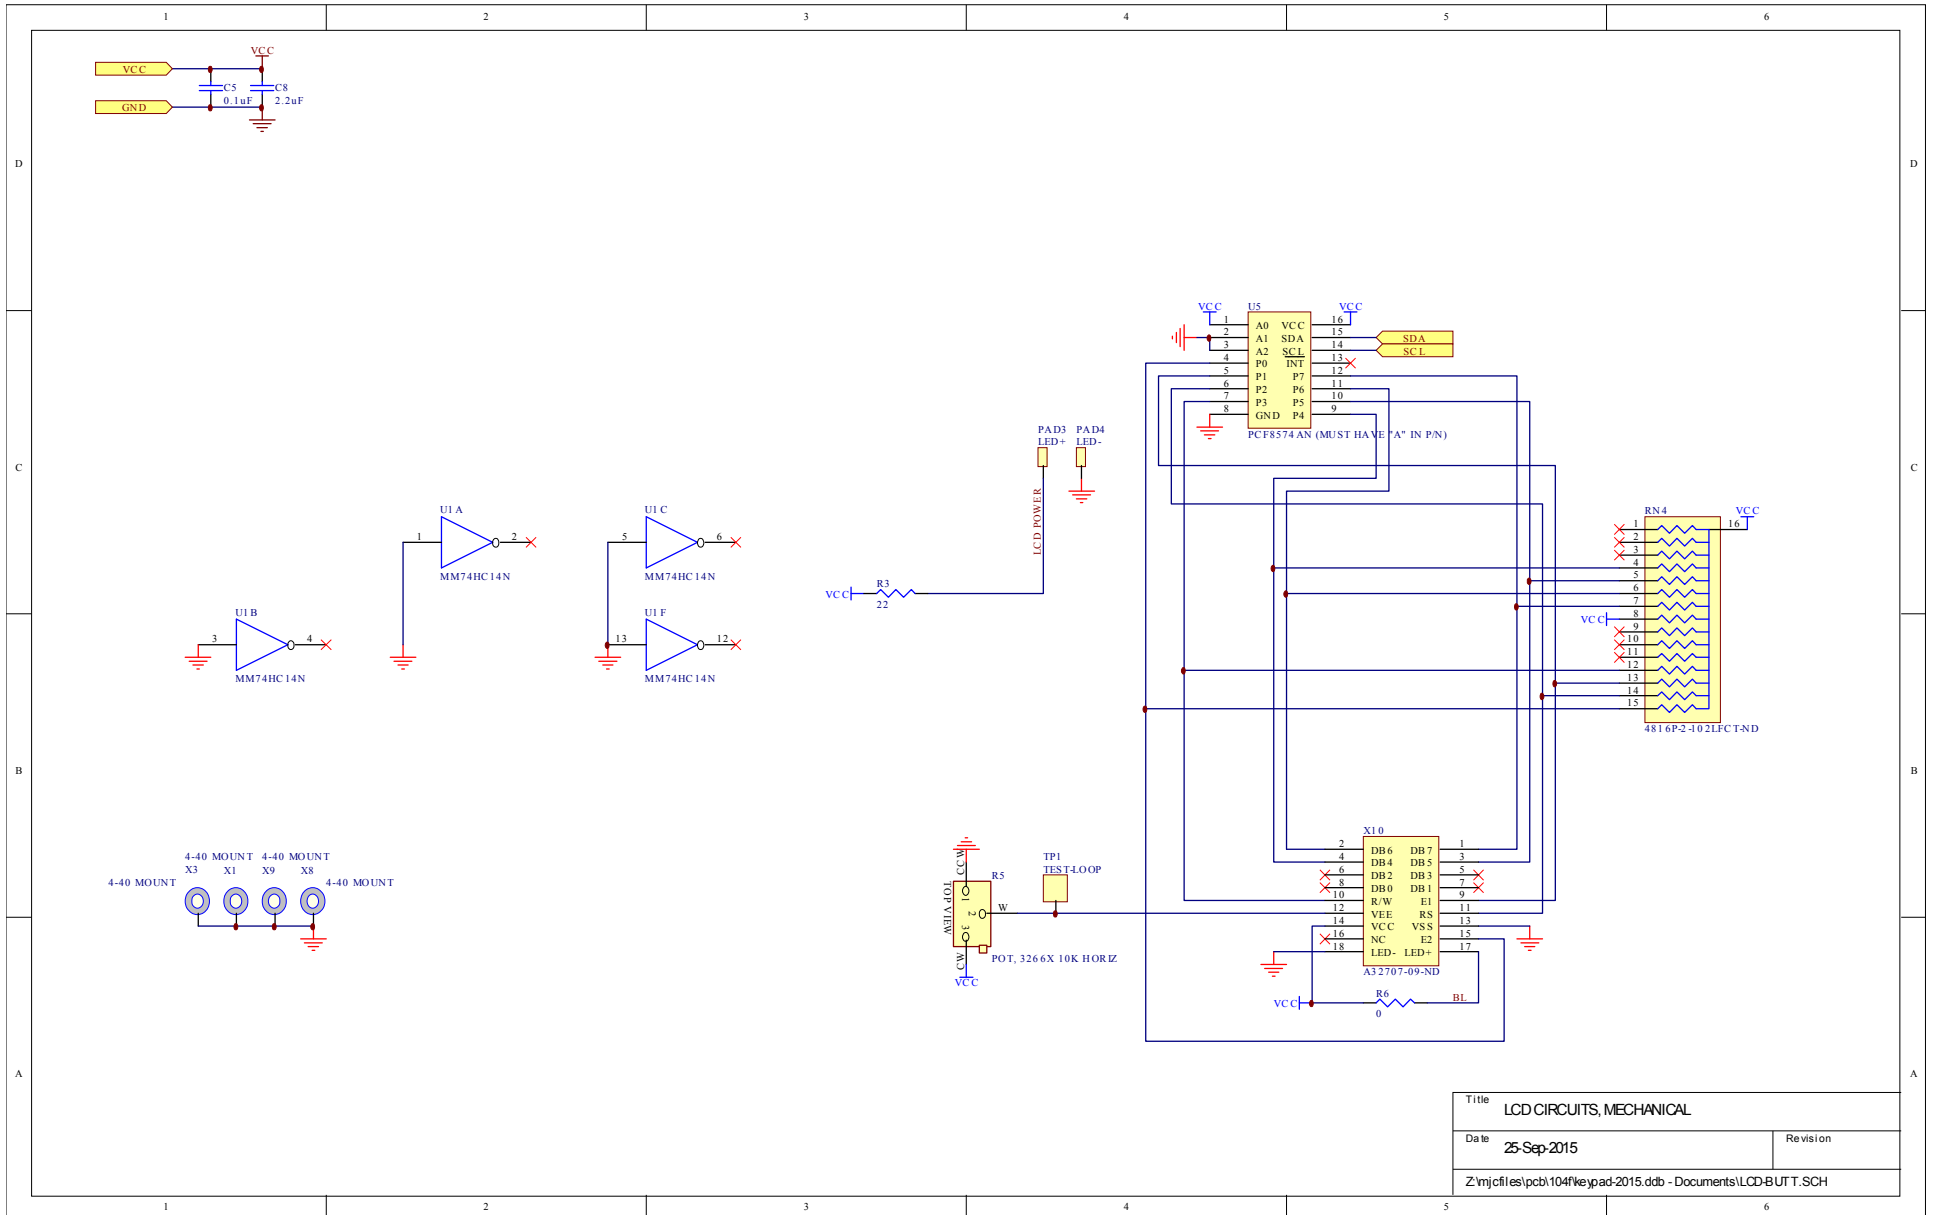 1 2 3 4 5 6
D D
C C
B B
A A
VCC
VCC
GND
C5
0.1uF
C8
2.2uF
U1A
1 2
MM74HC14N
U1C
5 6
MM74HC14N
U1B
3 4
MM74HC14N
U1F
13 12
MM74HC14N
VCC
R3
22
LCD POWER
PAD3
LED+
PAD4
LED-
VCC
U5
VCC
1 A0 VCC 16
2 A1 SDA 15
3 A2 SCL 14
4 P0 INT 13
5 P1 P7 12
6 P2 P6 11
7 P3 P5 10
8 GND P4 9
SDA
SCL
PCF8574AN (MUST HAVE "A" IN P/N)
RN4
VCC
1 16
2
3
4
5
6
7
VCC 8
9
10
11
12
13
14
15
4816P-2-102LFCT-ND
4-40 MOUNT 4-40 MOUNT
X3 X1 X9 X8
4-40 MOUNT 4-40 MOUNT
CCW
R5
TOP VIEW
1
2
3
W
CW
VCC
POT, 3266X 10K HORIZ
TP1
TEST-LOOP
X10
2 DB6 DB7 1
4 DB4 DB5 3
6 DB2 DB3 5
8 DB0 DB1 7
10 R/W E1 9
12 VEE RS 11
14 VCC VSS 13
16 NC E2 15
18 LED- LED+ 17
A32707-09-ND
VCC
R6
0
BL
Title
LCD CIRCUITS, MECHANICAL
Date
25-Sep-2015
Revision
Z:\mjcfiles\pcb\104f\keypad-2015.ddb - Documents\LCD-BUTT.SCH
1 2 3 4 5 6